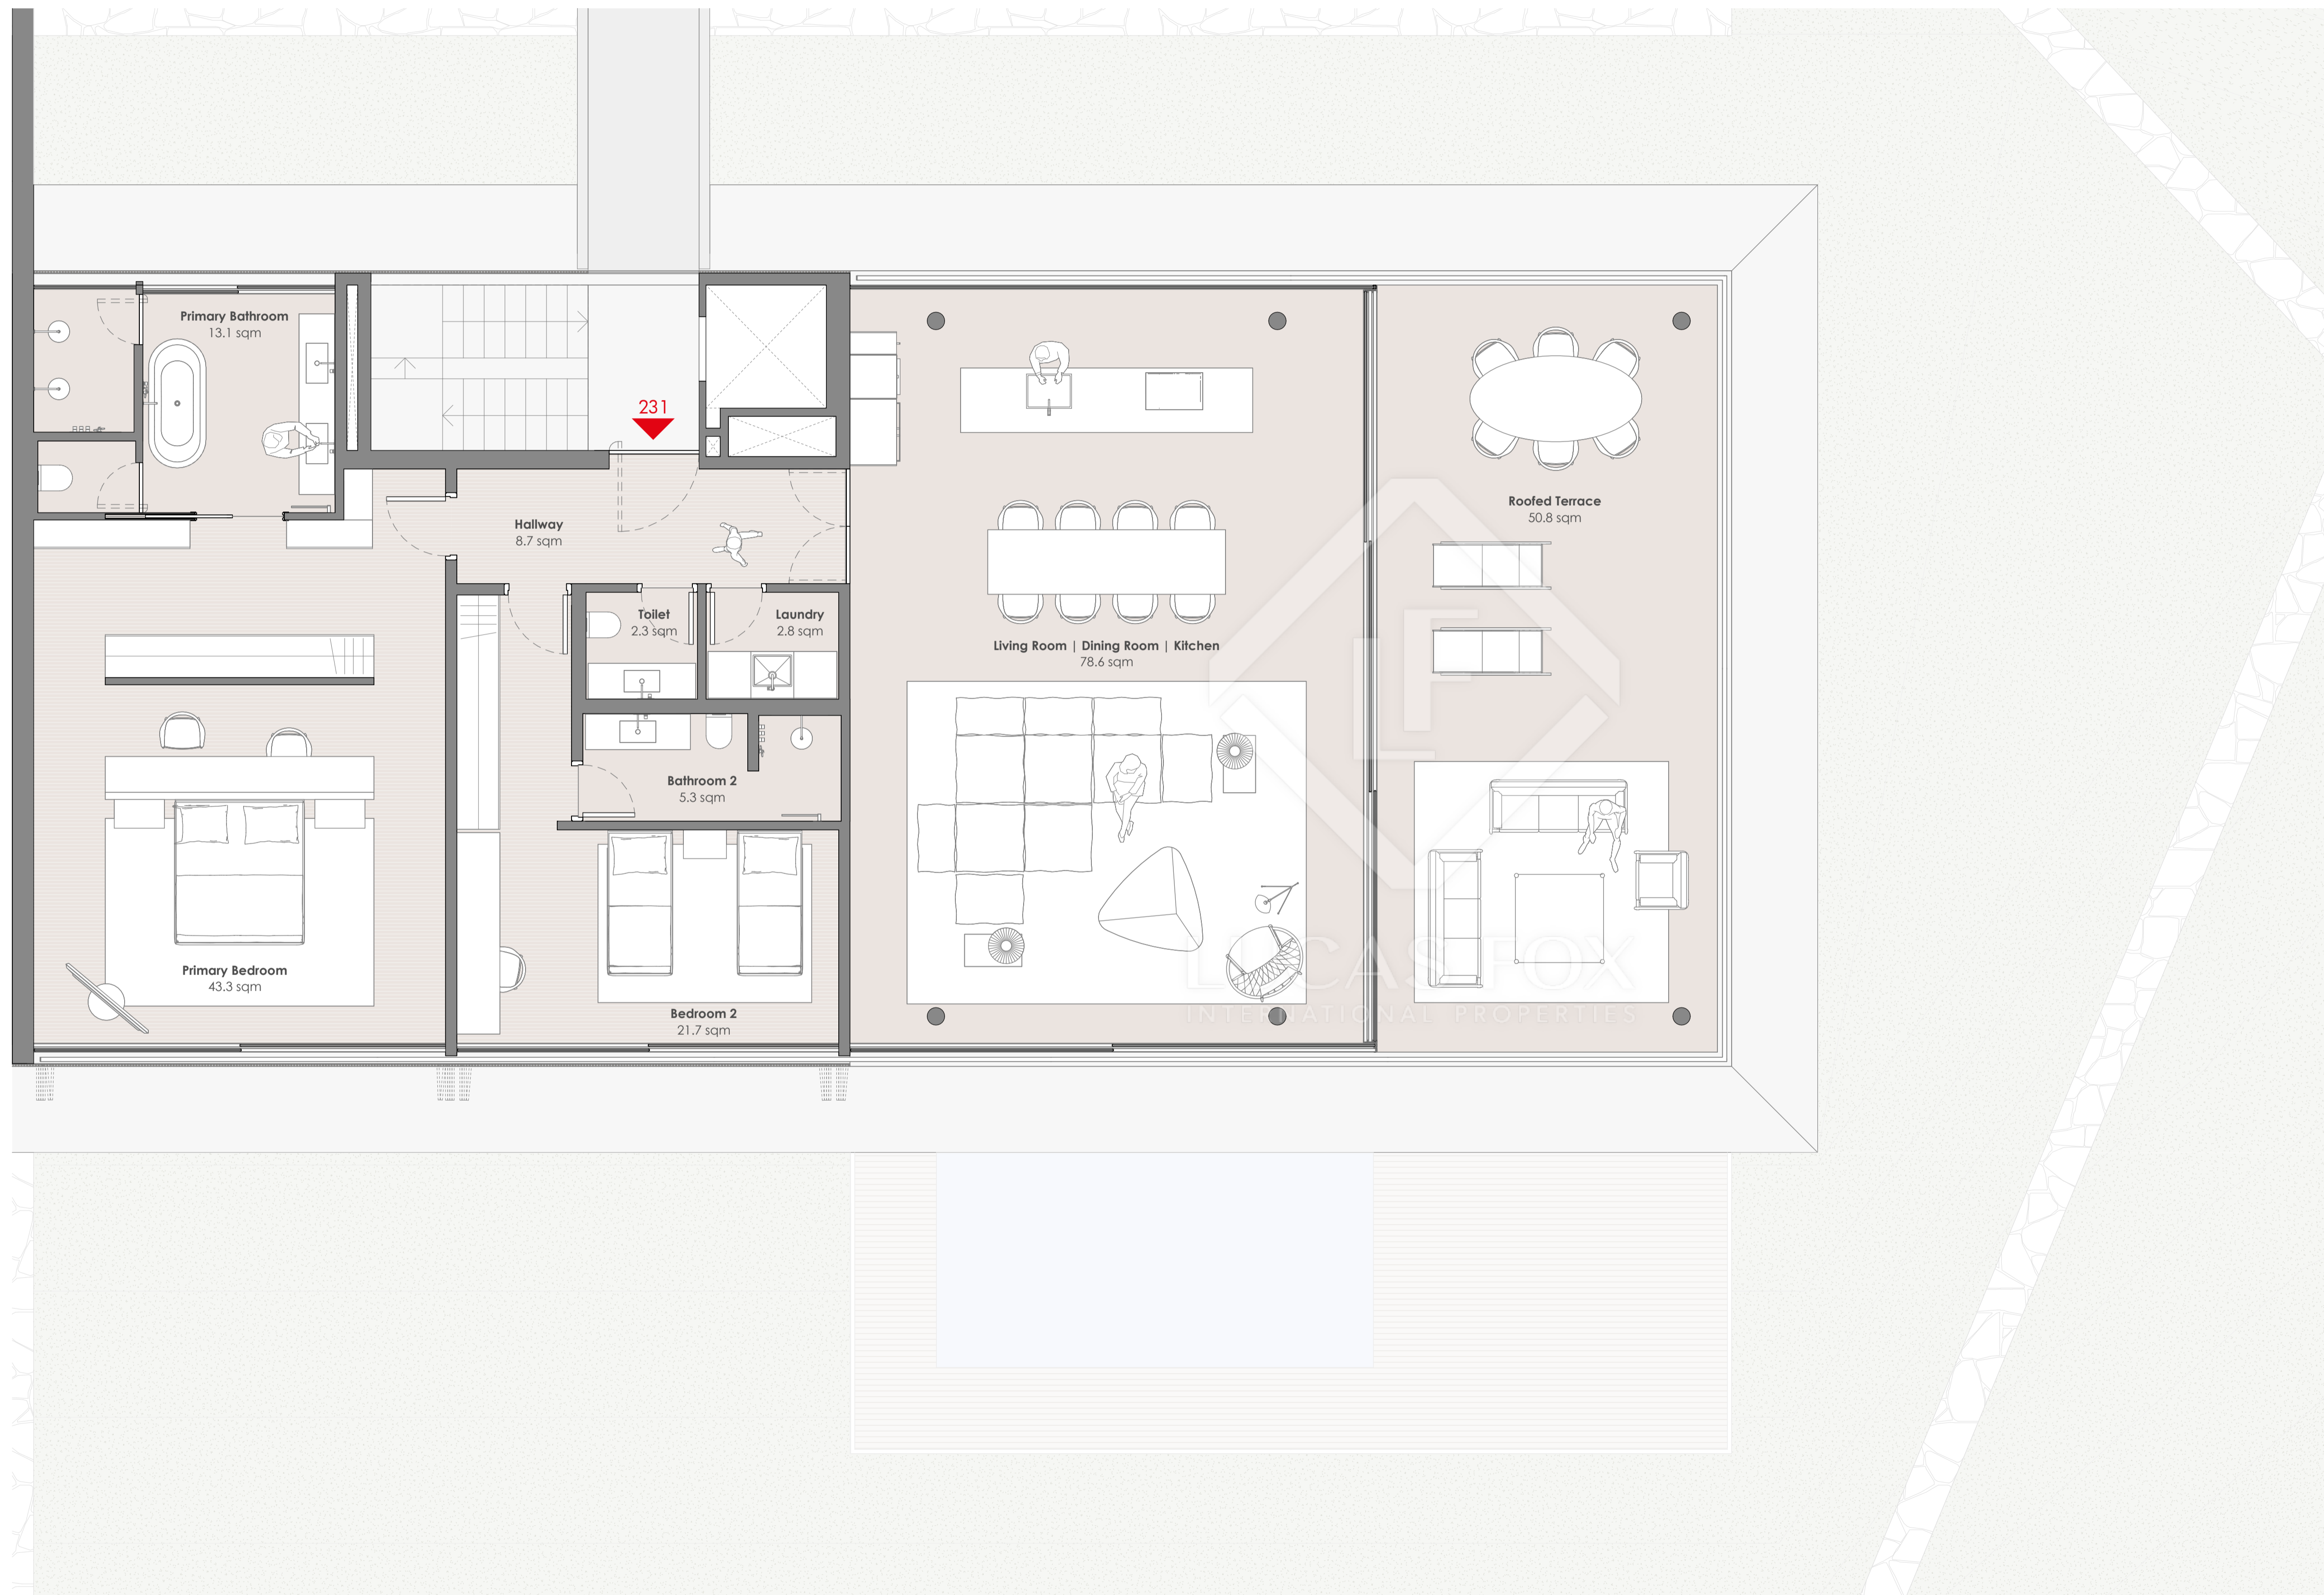 Primary Bathroom
13.1 sqm
231
Hallway
8.7 sqm
Toilet
2.3 sqm
Laundry
2.8 sqm
Living Room | Dining Room | Kitchen
78.6 sqm
Roofed Terrace
50.8 sqm
Bathroom 2
5.3 sqm
Primary Bedroom
43.3 sqm
Bedroom 2
21.7 sqm
LF
LUCAS FOX
INTERNATIONAL PROPERTIES